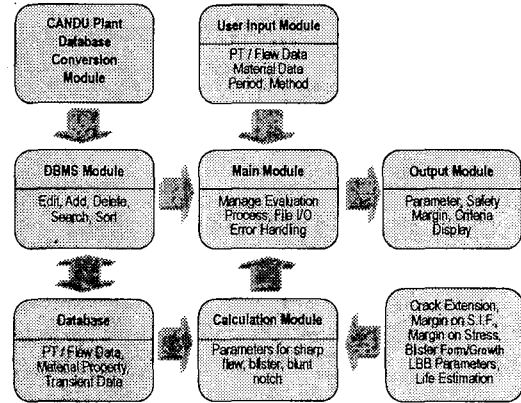 CANDU Plant
Database
Conversion
Module
User Input Module
PT / Flaw Data
Material Data
Period, Method
DBMS Module
Edit, Add, Delete,
Search, Sort
Main Module
Manage Evaluation
Process, File I/O
Error Handling
Output Module
Parameter, Safety
Margin, Criteria
Display
Database
PT / Flaw Data,
Material Property,
Transient Data
Calculation Module
Parameters for sharp
flaw, blister, blunt
notch
Crack Extension,
Margin on S.I.F.,
Margin on Stress,
Blister Form/Growth
LBB Parameters,
Life Estimation